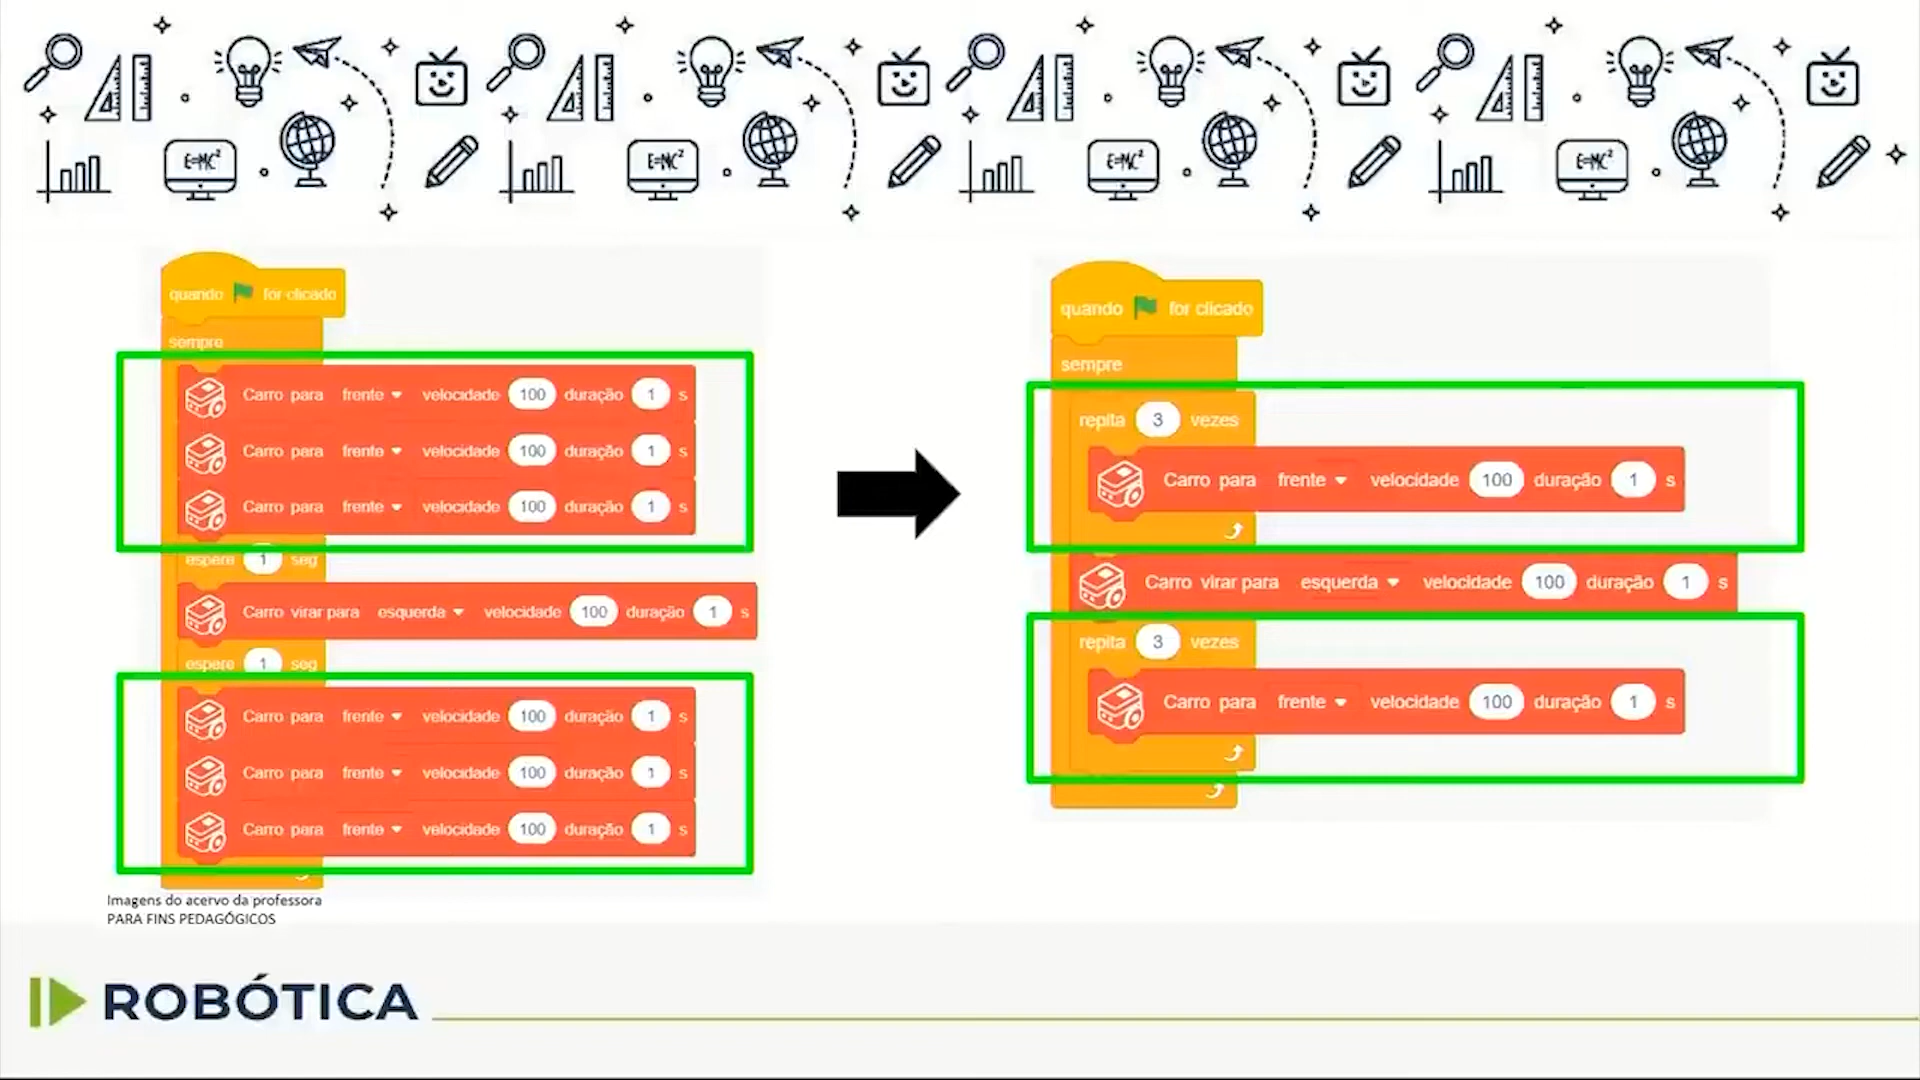 E=MC²
E=MC²
E=MC²
E=MC²
quando for clicado
sempre
Carro para frente velocidade 100 duração 1 s
Carro para frente velocidade 100 duração 1 s
Carro para frente velocidade 100 duração 1 s
espere 1 seg
Carro virar para esquerda velocidade 100 duração 1 s
espere 1 seg
Carro para frente velocidade 100 duração 1 s
Carro para frente velocidade 100 duração 1 s
Carro para frente velocidade 100 duração 1 s
quando for clicado
sempre
repita 3 vezes
Carro para frente velocidade 100 duração 1 s
Carro virar para esquerda velocidade 100 duração 1 s
repita 3 vezes
Carro para frente velocidade 100 duração 1 s
Imagens do acervo da professora
PARA FINS PEDAGÓGICOS
ROBÓTICA